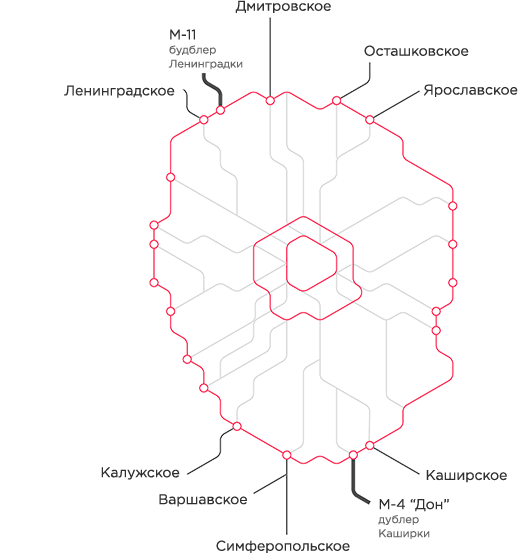 Дмитровское
М-11
будблер
Ленинградки
Осташковское
Ленинградское
Ярославское
Калужское
Каширское
Варшавское
М-4 “Дон”
дублер
Каширки
Симферопольское